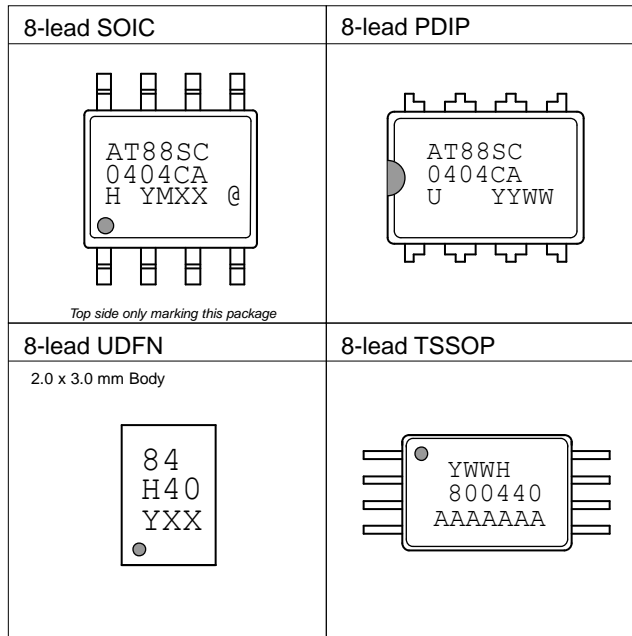 8-lead SOIC
AT88SC
0404CA
H YMXX @
Top side only marking this package
8-lead PDIP
AT88SC
0404CA
U YYWW
8-lead UDFN
2.0 x 3.0 mm Body
84
H40
YXX
8-lead TSSOP
YWWH
800440
AAAAAAA